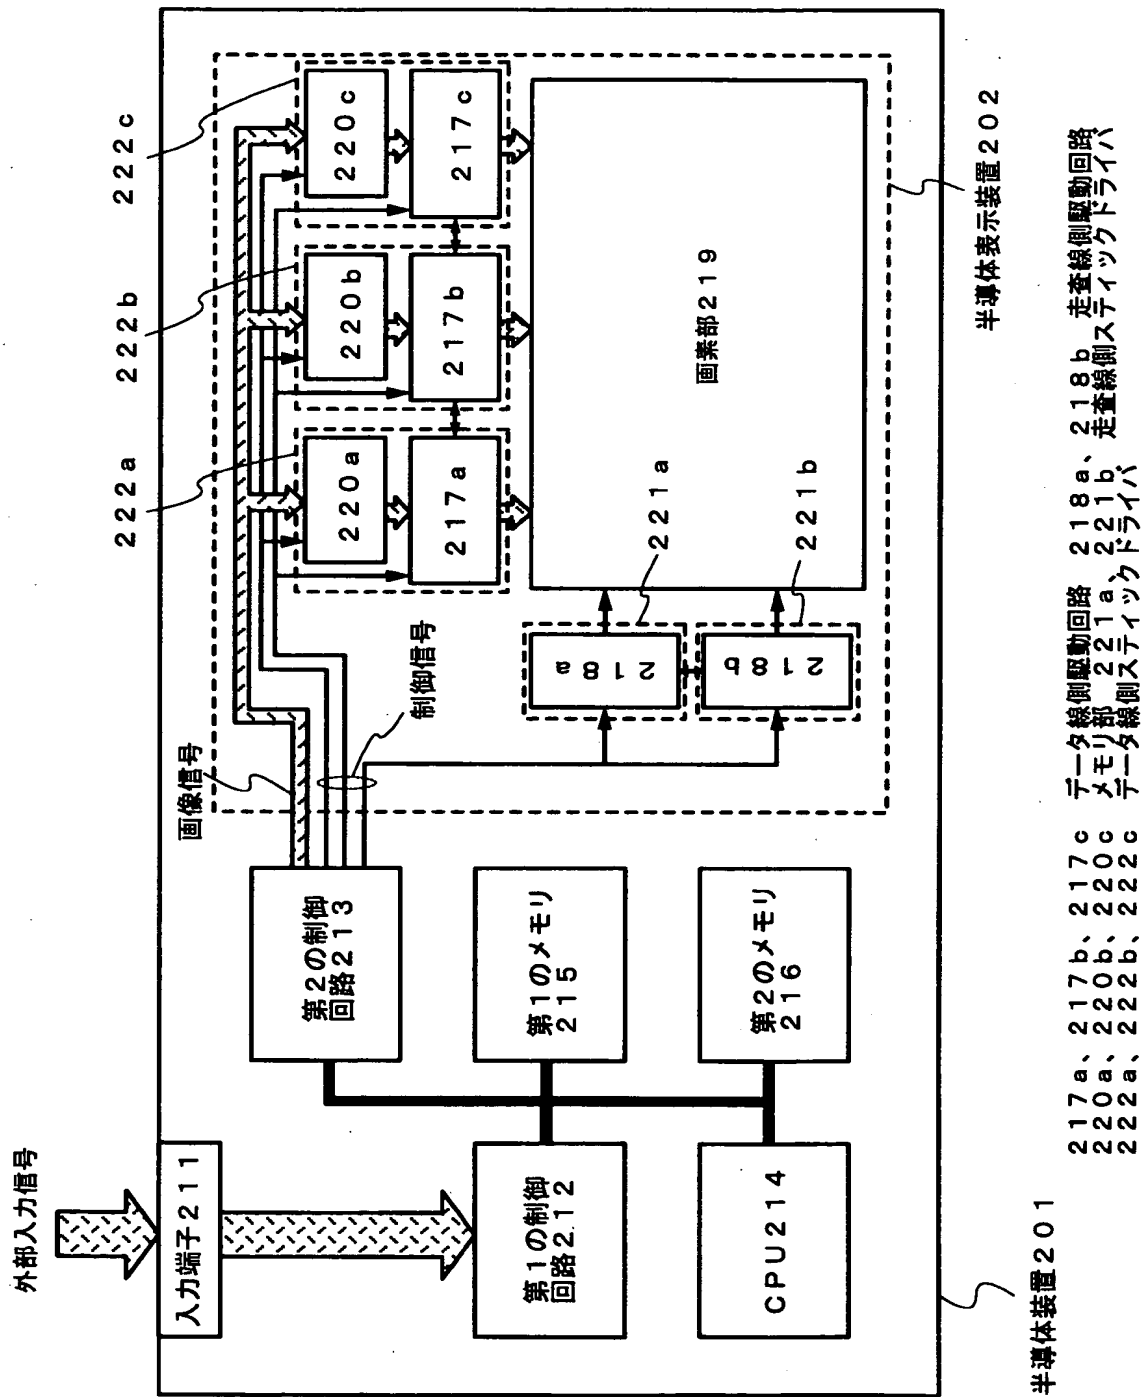 外部入力信号
入力端子211
第1の制御
回路212
CPU214
第2の制御
回路213
第1のメモリ
215
第2のメモリ
216
画像信号
制御信号
222a
222b
222c
220a
220b
220c
217a
217b
217c
218a
218b
221a
221b
画素部219
半導体表示装置202
半導体装置201
217a、217b、217c データ線側駆動回路 218a、218b 走査線側駆動回路
220a、220b、220c メモリ部 221a、221b 走査線側スティックドライバ
222a、222b、222c データ線側スティックドライバ